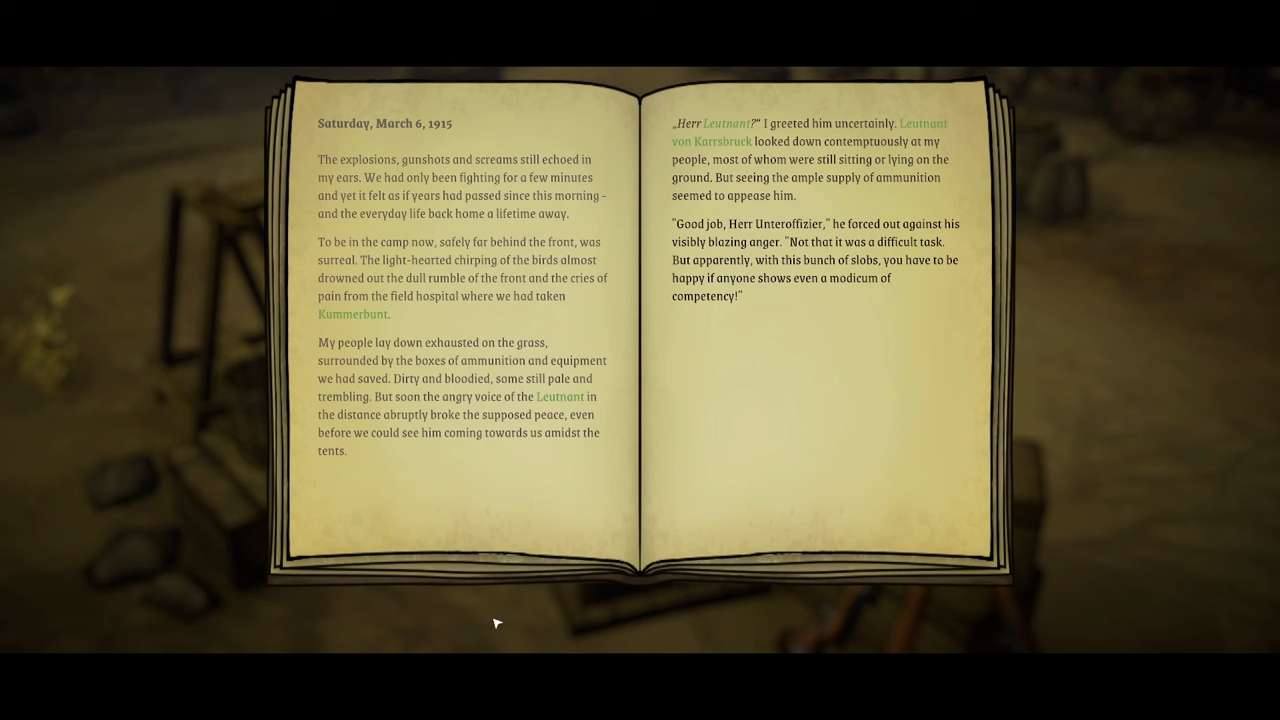 Saturday, March 6, 1915
The explosions, gunshots and screams still echoed in
my ears. We had only been fighting for a few minutes
and yet it felt as if years had passed since this morning -
and the everyday life back home a lifetime away.
To be in the camp now, safely far behind the front, was
surreal. The light-hearted chirping of the birds almost
drowned out the dull rumble of the front and the cries of
pain from the field hospital where we had taken
Kummerbunt.
My people lay down exhausted on the grass,
surrounded by the boxes of ammunition and equipment
we had saved. Dirty and bloodied, some still pale and
trembling. But soon the angry voice of the Leutnant in
the distance abruptly broke the supposed peace, even
before we could see him coming towards us amidst the
tents.
„Herr Leutnant?“ I greeted him uncertainly. Leutnant
von Karrsbruck looked down contemptuously at my
people, most of whom were still sitting or lying on the
ground. But seeing the ample supply of ammunition
seemed to appease him.
"Good job, Herr Unteroffizier," he forced out against his
visibly blazing anger. "Not that it was a difficult task.
But apparently, with this bunch of slobs, you have to be
happy if anyone shows even a modicum of
competency!"